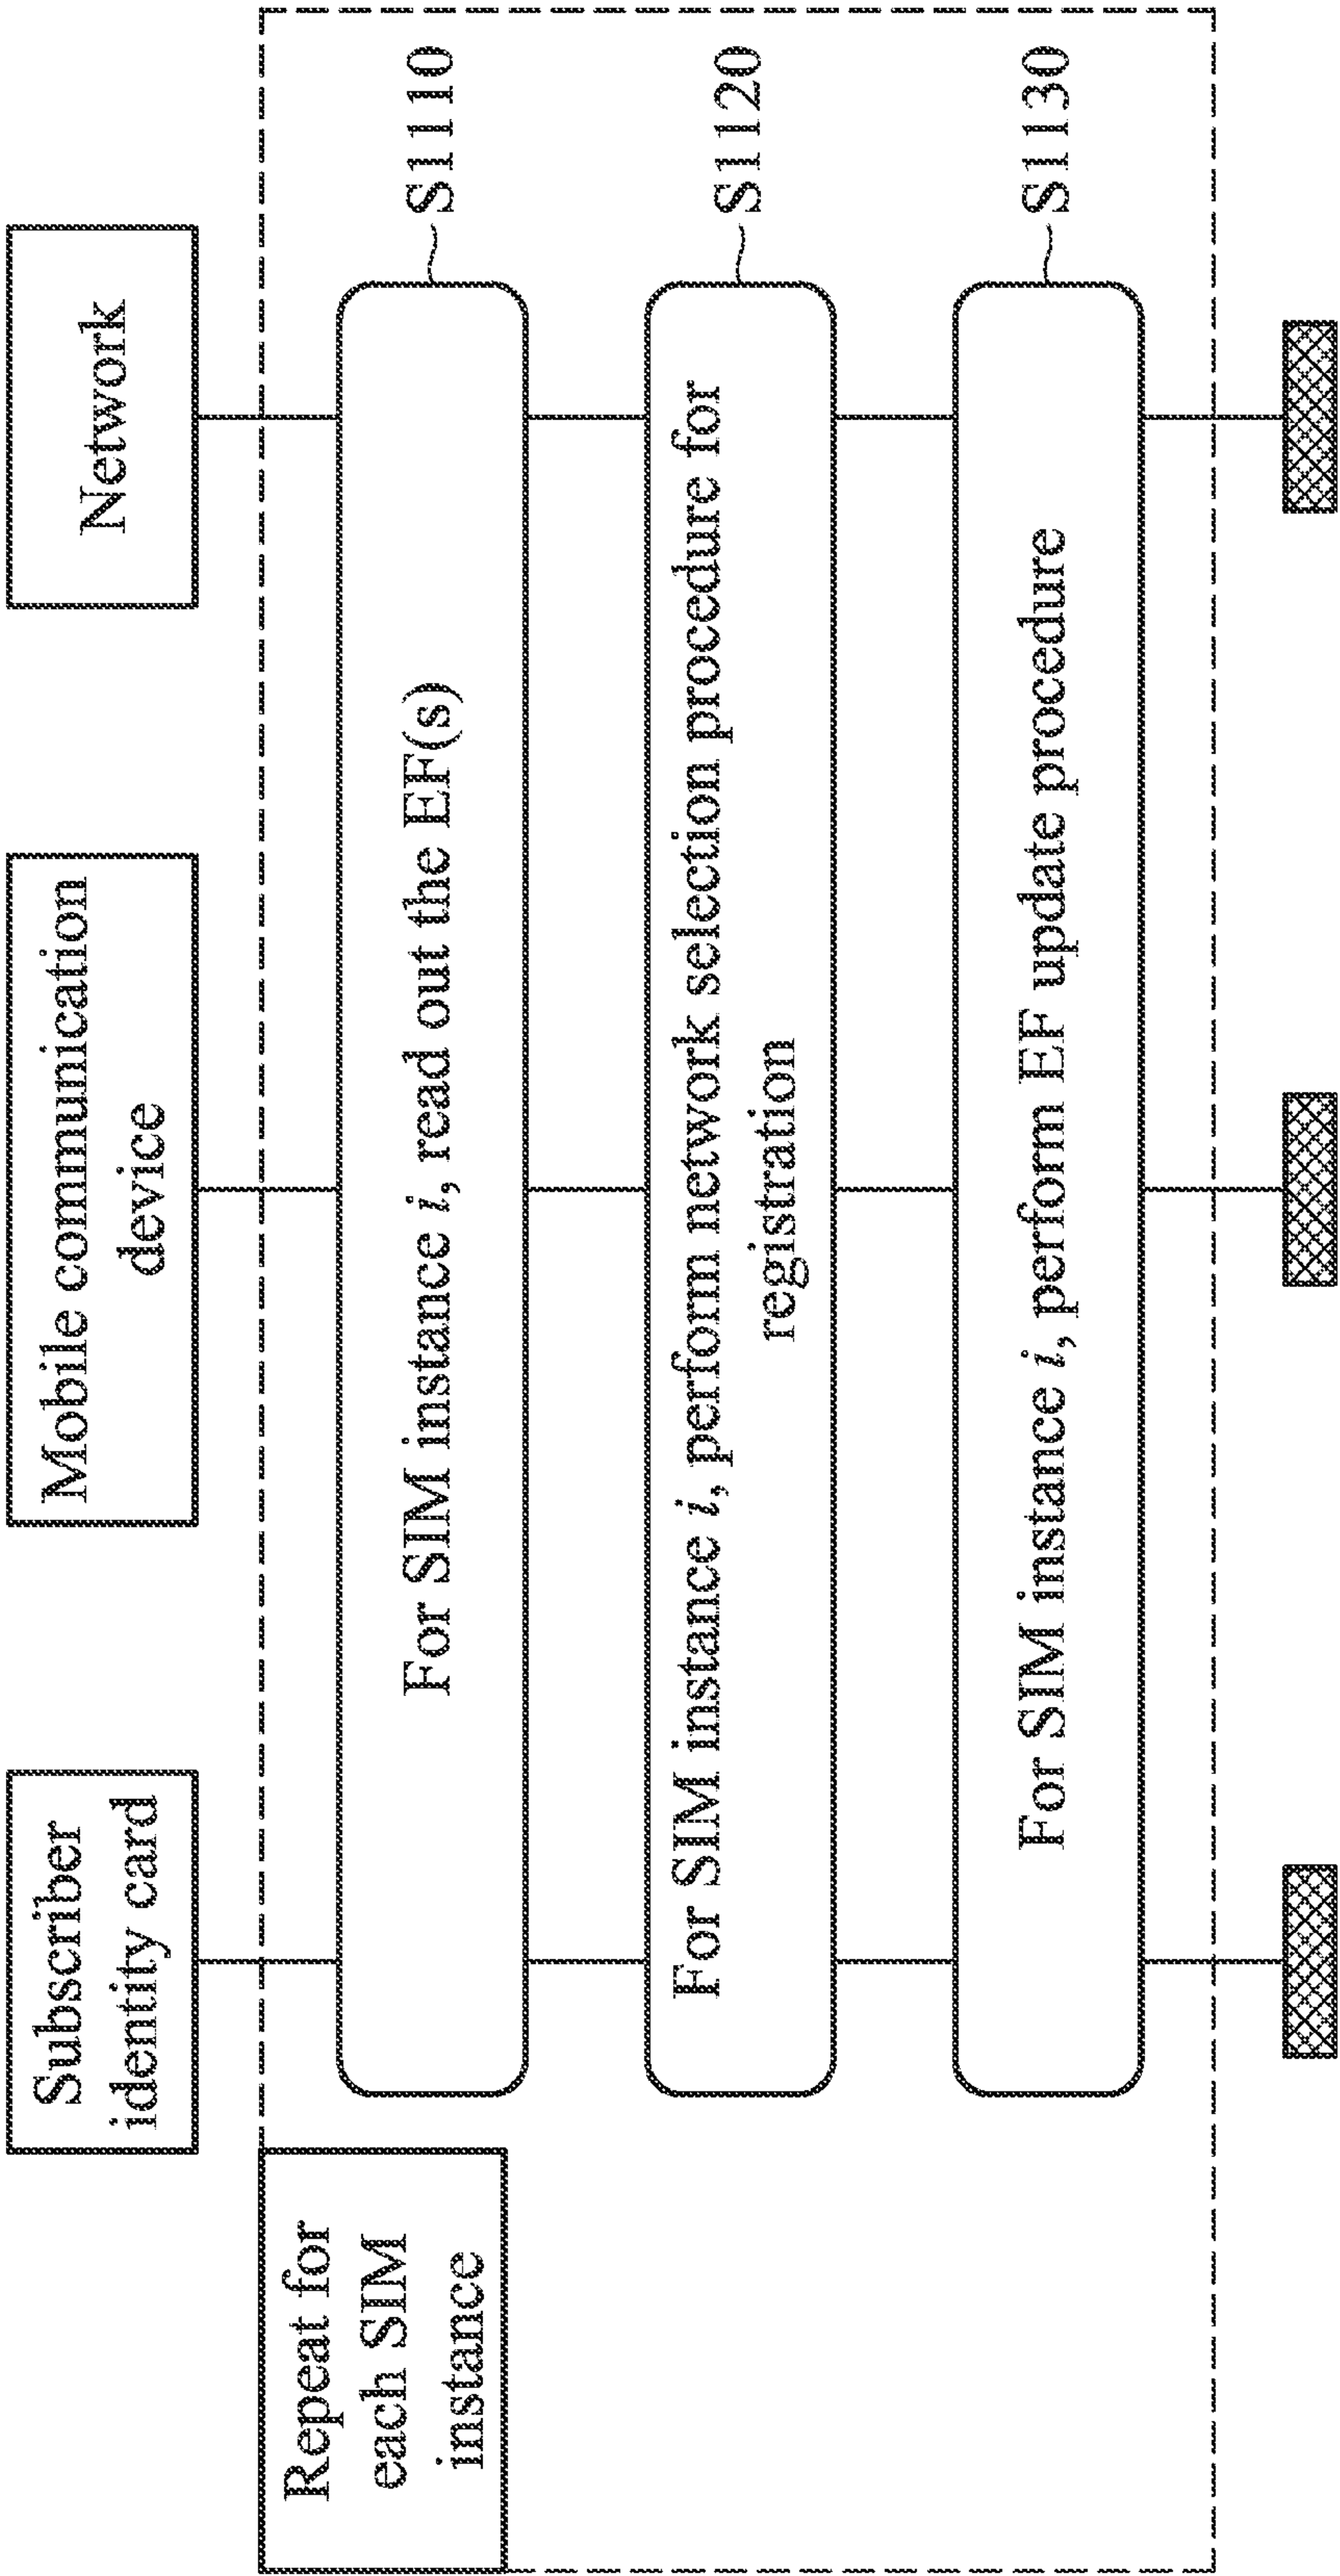 Subscriber
identity card
Mobile communication
device
Network
Repeat for
each SIM
instance
For SIM instance i, read out the EF(s)
S1110
For SIM instance i, perform network selection procedure for
registration
S1120
For SIM instance i, perform EF update procedure
S1130